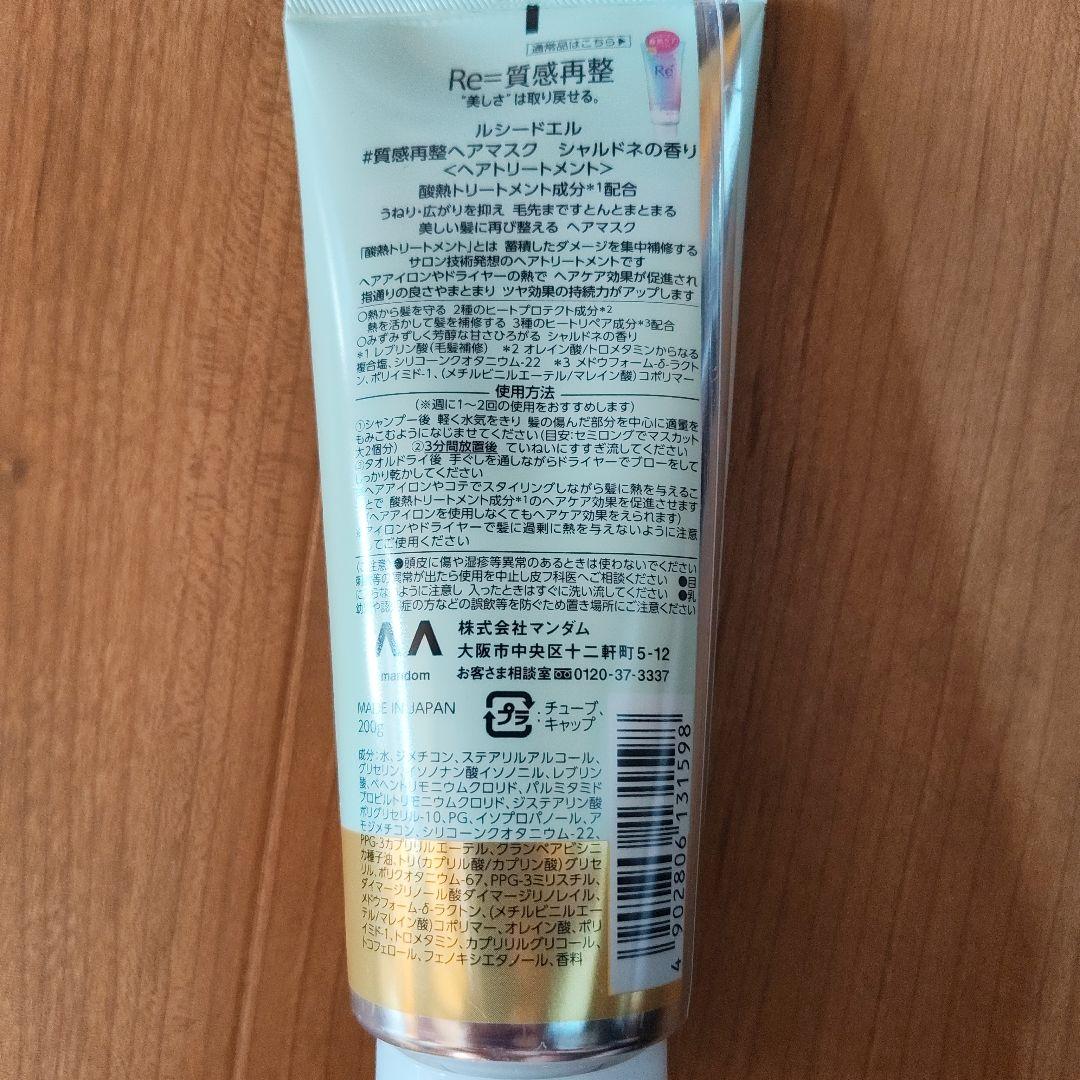 通常品はこちら▶
Re=質感再整
"美しさ"は取り戻せる。
Re
ルシードエル
#質感再整ヘアマスク シャルドネの香り
<ヘアトリートメント>
酸熱トリートメント成分*1配合
うねり・広がりを抑え 毛先まですとんとまとまる
美しい髪に再び整える ヘアマスク
「酸熱トリートメント」とは 蓄積したダメージを集中補修する
サロン技術発想のヘアトリートメントです
ヘアアイロンやドライヤーの熱で ヘアケア効果が促進され
指通りの良さやまとまり ツヤ効果の持続力がアップします
○熱から髪を守る 2種のヒートプロテクト成分*2
熱を活かして髪を補修する 3種のヒートリペア成分*3配合
○みずみずしく芳醇な甘さひろがる シャルドネの香り
*1 レブリン酸(毛髪補修) *2 オレイン酸/トロメタミンからなる
複合塩、シリコーンクオタニウム-22 *3 メドウフォーム-δ-ラクト
ン、ポリイミド-1、(メチルビニルエーテル/マレイン酸)コポリマー
使用方法
(※週に1〜2回の使用をおすすめします)
①シャンプー後 軽く水気をきり 髪の傷んだ部分を中心に適量を
もみこむようになじませてください(目安:セミロングでマスカット
大2個分) ②3分間放置後 ていねいにすすぎ流してください
③タオルドライ後 手ぐしを通しながらドライヤーでブローをして
しっかり乾かしてください
*ヘアアイロンやコテでスタイリングしながら髪に熱を与えるこ
とで 酸熱トリートメント成分*1のヘアケア効果を促進させます
(ヘアアイロンを使用しなくてもヘアケア効果をえられます)
*アイロンやドライヤーで髪に過剰に熱を与えないように注意
してご使用ください
〈ご注意〉●頭皮に傷や湿疹等異常のあるときは使わないでください
等の異常が出たら使用を中止し皮フ科医へご相談ください ●目
に入らないように注意し 入ったときはすぐに洗い流してください ●乳
幼児や認知症の方などの誤飲等を防ぐため置き場所にご注意ください
mandom
株式会社マンダム
大阪市中央区十二軒町5-12
お客さま相談室 0120-37-3337
MADE IN JAPAN
200g
プラ
:チューブ、
キャップ
成分:水、ジメチコン、ステアリルアルコール、
グリセリン、イソノナン酸イソノニル、レブリン
酸、ベヘントリモニウムクロリド、パルミタミド
プロピルトリモニウムクロリド、ジステアリン酸
ポリグリセリル-10、PG、イソプロパノール、ア
モジメチコン、シリコーンクオタニウム-22、
PPG-3カプリリルエーテル、クランベアビシニ
カ種子油、トリ(カプリル酸/カプリン酸)グリセ
リル、ポリクオタニウム-67、PPG-3ミリスチル、
ダイマージリノール酸ダイマージリノレイル、
メドウフォーム-δ-ラクトン、(メチルビニルエー
テル/マレイン酸)コポリマー、オレイン酸、ポリ
イミド-1、トロメタミン、カプリリルグリコール、
トコフェロール、フェノキシエタノール、香料
4 902806 131598